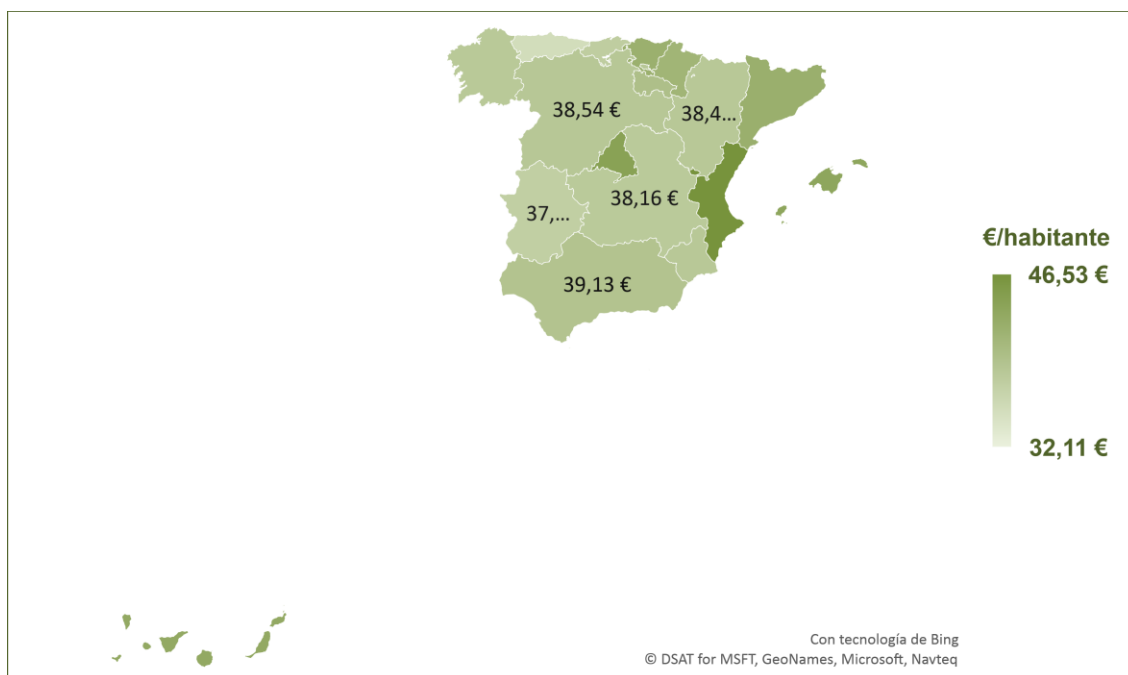 38,54 €
38,4...
38,16 €
37,...
39,13 €
€/habitante
46,53 €
32,11 €
Con tecnología de Bing
© DSAT for MSFT, GeoNames, Microsoft, Navteq